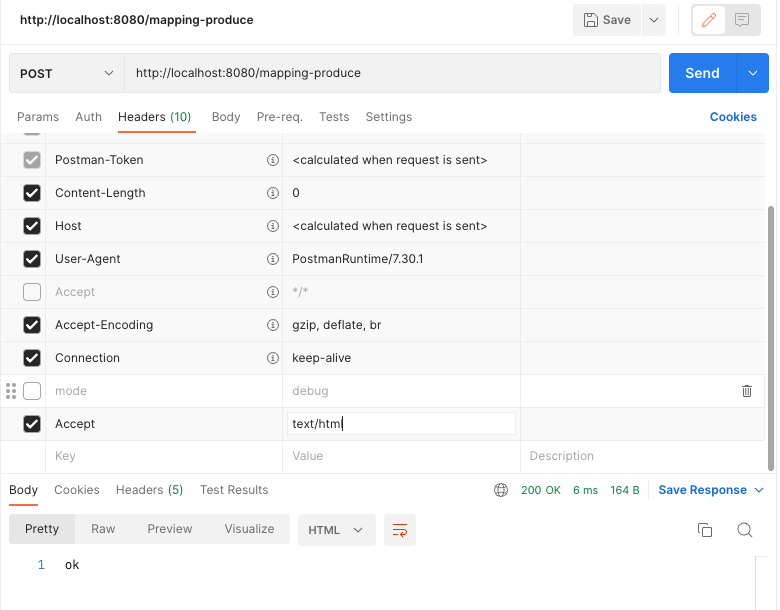 http://localhost:8080/mapping-produce Save
POST http://localhost:8080/mapping-produce Send
Params Auth Headers (10) Body Pre-req. Tests Settings Cookies
Postman-Token <calculated when request is sent>
Content-Length 0
Host <calculated when request is sent>
User-Agent PostmanRuntime/7.30.1
Accept */*
Accept-Encoding gzip, deflate, br
Connection keep-alive
mode debug
Accept text/html
Key Value Description
Body Cookies Headers (5) Test Results 200 OK 6 ms 164 B Save Response
Pretty Raw Preview Visualize HTML
1 ok